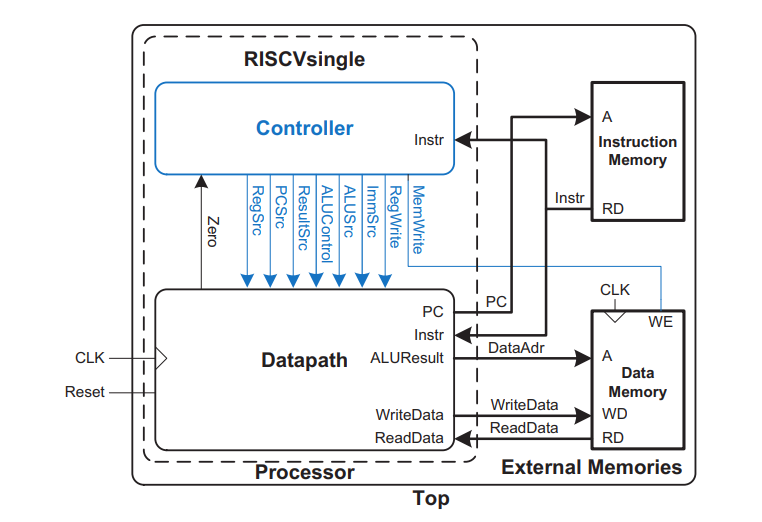 RISCVsingle
Controller
Instr
A
Instruction
Memory
Instr
RD
Zero
RegSrc
PCSrc
ResultSrc
ALUControl
ALUSrc
ImmSrc
RegWrite
MemWrite
CLK
WE
PC
PC
Instr
CLK
Datapath
ALUResult
DataAdr
A
Data
Memory
Reset
WriteData
WriteData
WD
ReadData
ReadData
RD
Processor
External Memories
Top